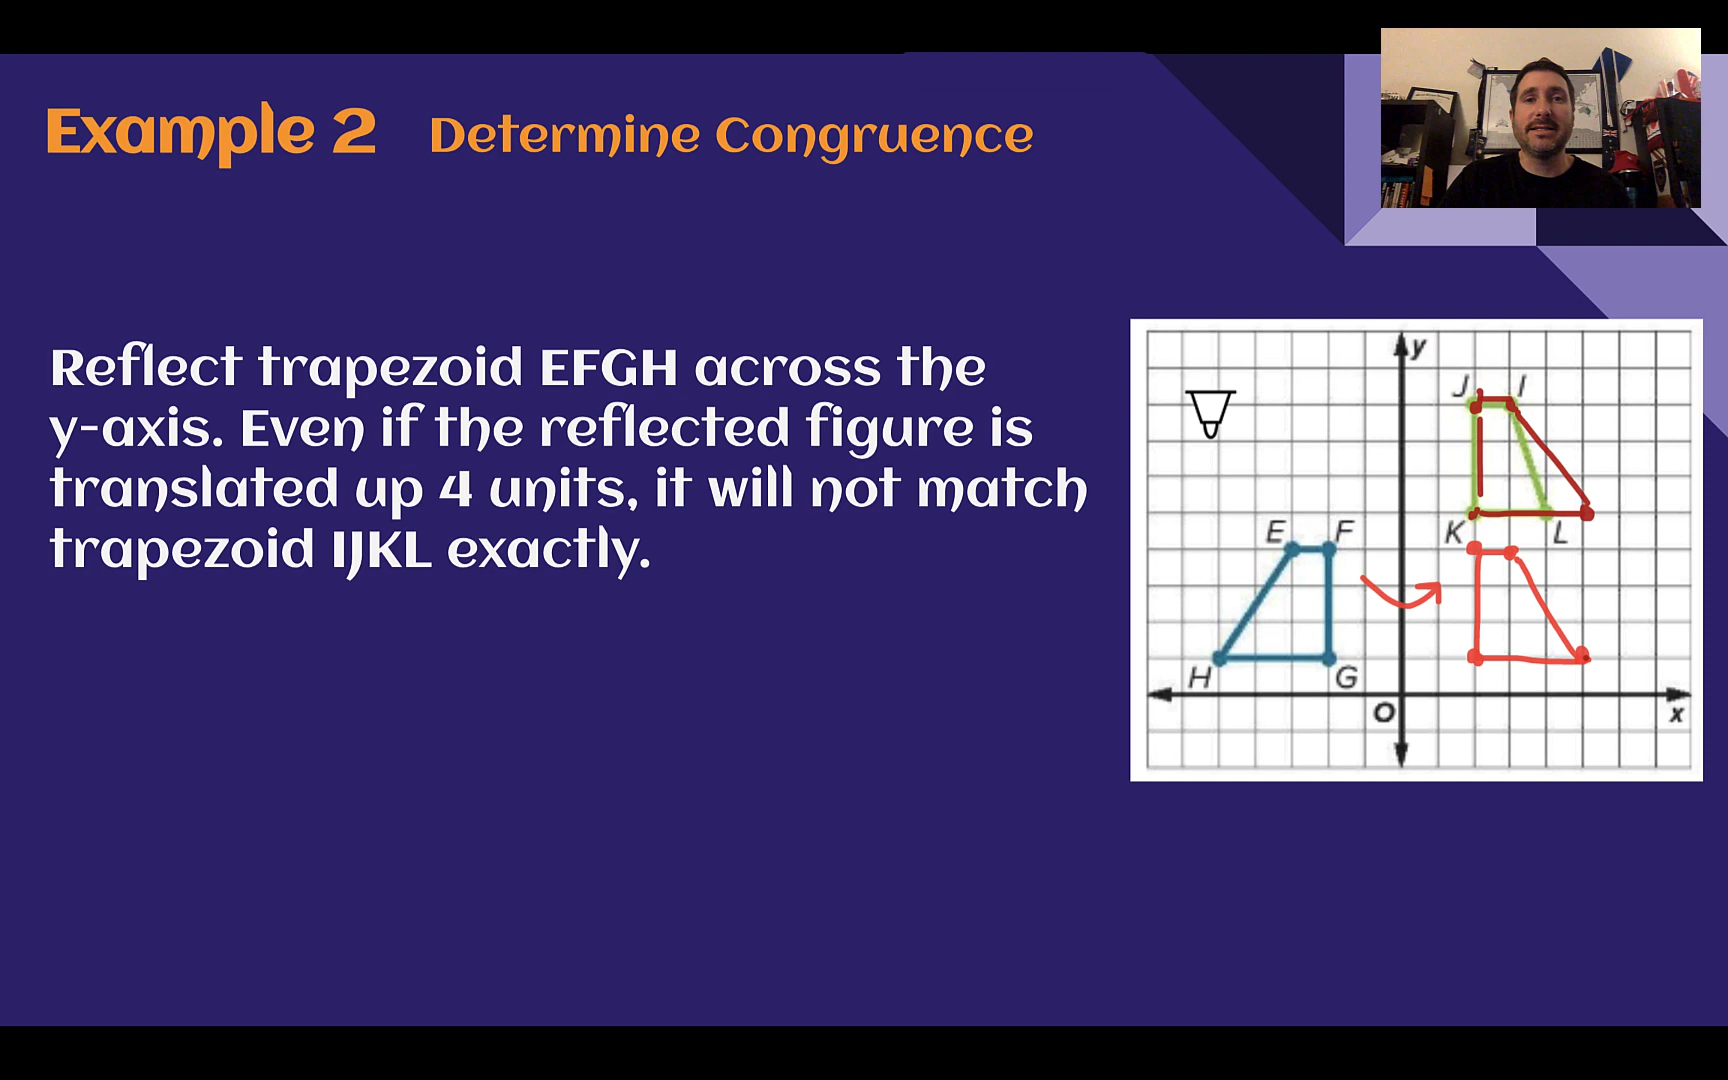 Example 2 Determine Congruence
Reflect trapezoid EFGH across the
y-axis. Even if the reflected figure is
translated up 4 units, it will not match
trapezoid IJKL exactly.
y
J I
K L
E F
H G
O x